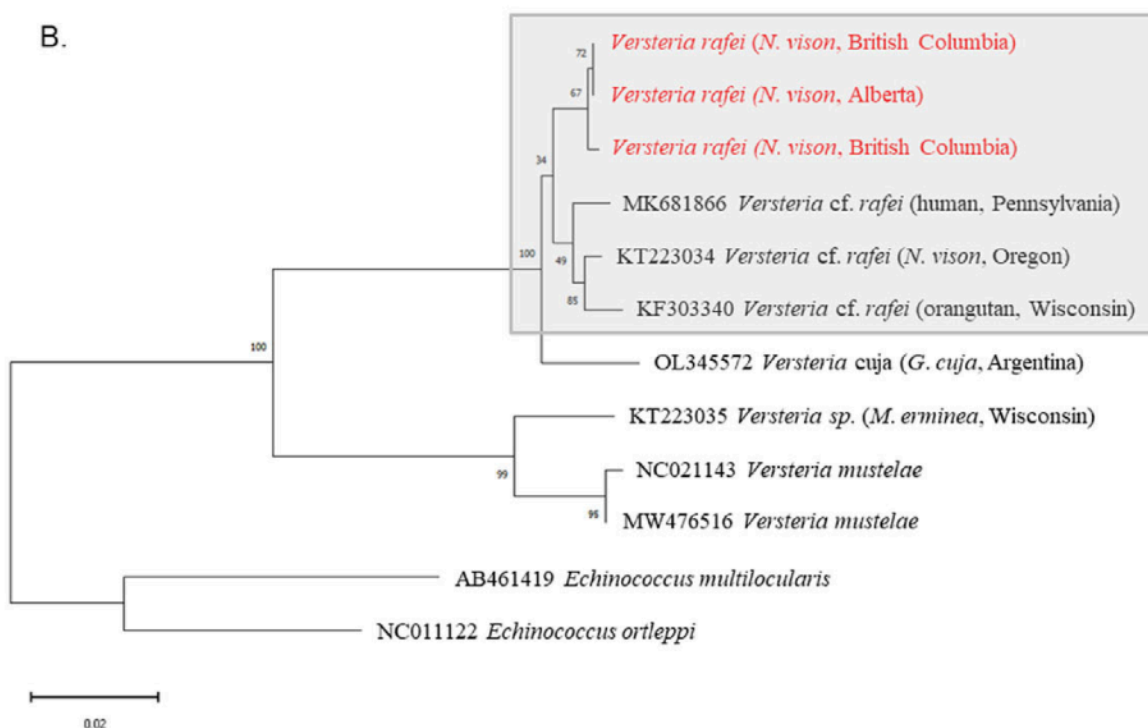 B.
72
Versteria rafei (N. vison, British Columbia)
67
Versteria rafei (N. vison, Alberta)
Versteria rafei (N. vison, British Columbia)
34
MK681866 Versteria cf. rafei (human, Pennsylvania)
100
49
KT223034 Versteria cf. rafei (N. vison, Oregon)
85
KF303340 Versteria cf. rafei (orangutan, Wisconsin)
100
OL345572 Versteria cuja (G. cuja, Argentina)
KT223035 Versteria sp. (M. erminea, Wisconsin)
99
NC021143 Versteria mustelae
MW476516 Versteria mustelae
AB461419 Echinococcus multilocularis
NC011122 Echinococcus ortleppi
0.02